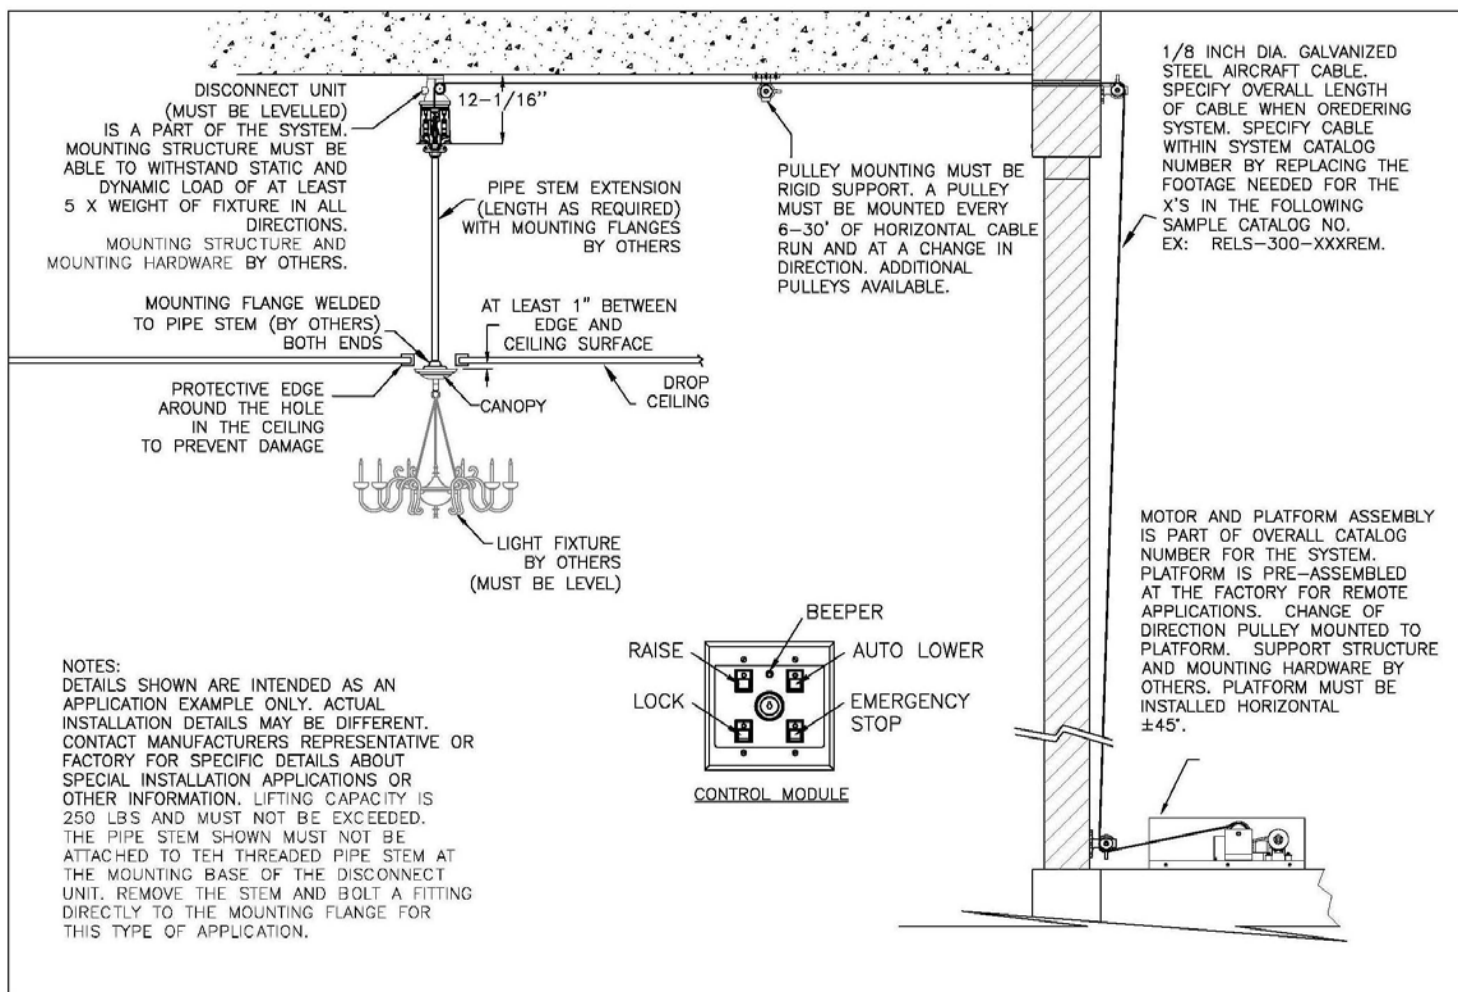 DISCONNECT UNIT
(MUST BE LEVELLED)
IS A PART OF THE SYSTEM.
MOUNTING STRUCTURE MUST BE
ABLE TO WITHSTAND STATIC AND
DYNAMIC LOAD OF AT LEAST
5 X WEIGHT OF FIXTURE IN ALL
DIRECTIONS.
MOUNTING STRUCTURE AND
MOUNTING HARDWARE BY OTHERS.
12-1/16"
PIPE STEM EXTENSION
(LENGTH AS REQUIRED)
WITH MOUNTING FLANGES
BY OTHERS
PULLEY MOUNTING MUST BE
RIGID SUPPORT. A PULLEY
MUST BE MOUNTED EVERY
6-30' OF HORIZONTAL CABLE
RUN AND AT A CHANGE IN
DIRECTION. ADDITIONAL
PULLEYS AVAILABLE.
1/8 INCH DIA. GALVANIZED
STEEL AIRCRAFT CABLE.
SPECIFY OVERALL LENGTH
OF CABLE WHEN OREDERING
SYSTEM. SPECIFY CABLE
WITHIN SYSTEM CATALOG
NUMBER BY REPLACING THE
FOOTAGE NEEDED FOR THE
X'S IN THE FOLLOWING
SAMPLE CATALOG NO.
EX: RELS-300-XXXREM.
MOUNTING FLANGE WELDED
TO PIPE STEM (BY OTHERS)
BOTH ENDS
AT LEAST 1" BETWEEN
EDGE AND
CEILING SURFACE
PROTECTIVE EDGE
AROUND THE HOLE
IN THE CEILING
TO PREVENT DAMAGE
CANOPY
DROP
CEILING
LIGHT FIXTURE
BY OTHERS
(MUST BE LEVEL)
MOTOR AND PLATFORM ASSEMBLY
IS PART OF OVERALL CATALOG
NUMBER FOR THE SYSTEM.
PLATFORM IS PRE-ASSEMBLED
AT THE FACTORY FOR REMOTE
APPLICATIONS. CHANGE OF
DIRECTION PULLEY MOUNTED TO
PLATFORM. SUPPORT STRUCTURE
AND MOUNTING HARDWARE BY
OTHERS. PLATFORM MUST BE
INSTALLED HORIZONTAL
±45°.
BEEPER
RAISE
AUTO LOWER
LOCK
EMERGENCY
STOP
CONTROL MODULE
NOTES:
DETAILS SHOWN ARE INTENDED AS AN
APPLICATION EXAMPLE ONLY. ACTUAL
INSTALLATION DETAILS MAY BE DIFFERENT.
CONTACT MANUFACTURERS REPRESENTATIVE OR
FACTORY FOR SPECIFIC DETAILS ABOUT
SPECIAL INSTALLATION APPLICATIONS OR
OTHER INFORMATION. LIFTING CAPACITY IS
250 LBS AND MUST NOT BE EXCEEDED.
THE PIPE STEM SHOWN MUST NOT BE
ATTACHED TO TEH THREADED PIPE STEM AT
THE MOUNTING BASE OF THE DISCONNECT
UNIT. REMOVE THE STEM AND BOLT A FITTING
DIRECTLY TO THE MOUNTING FLANGE FOR
THIS TYPE OF APPLICATION.